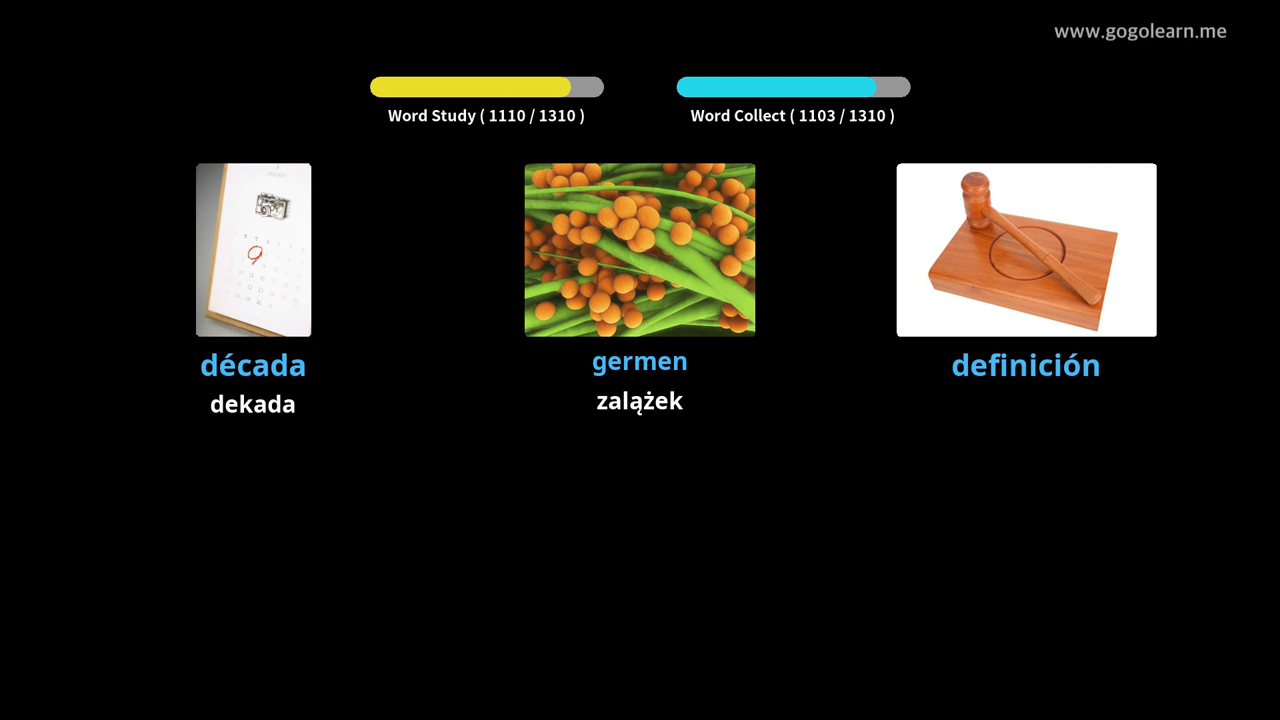 www.gogolearn.me
Word Study ( 1110 / 1310 )
Word Collect ( 1103 / 1310 )
década
dekada
germen
zalążek
definición